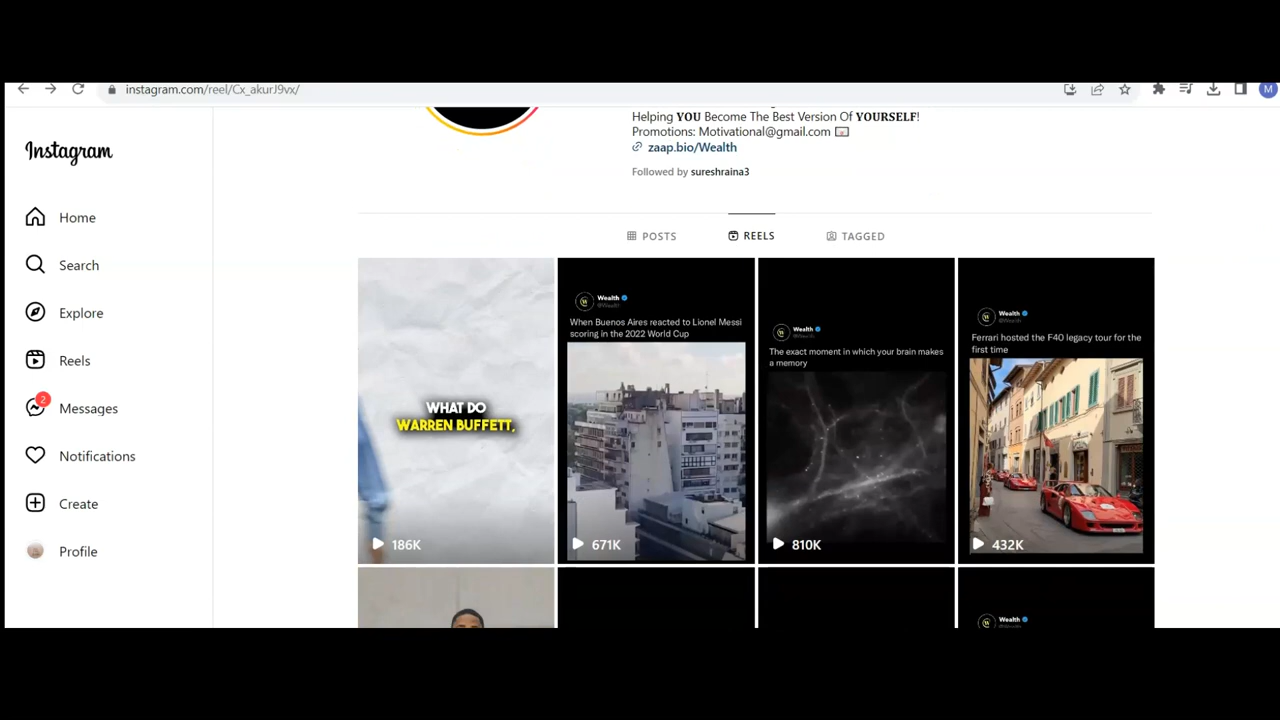 instagram.com/reel/Cx_akurJ9vx/
M
Instagram
Home
Search
Explore
Reels
2
Messages
Notifications
Create
Profile
Helping YOU Become The Best Version Of YOURSELF!
Promotions: Motivational@gmail.com
zaap.bio/Wealth
Followed by sureshraina3
POSTS
REELS
TAGGED
WHAT DO
WARREN BUFFETT,
186K
Wealth
@Wealth
When Buenos Aires reacted to Lionel Messi
scoring in the 2022 World Cup
671K
Wealth
@Wealth
The exact moment in which your brain makes
a memory
810K
Wealth
@Wealth
Ferrari hosted the F40 legacy tour for the
first time
432K
Wealth
@Wealth